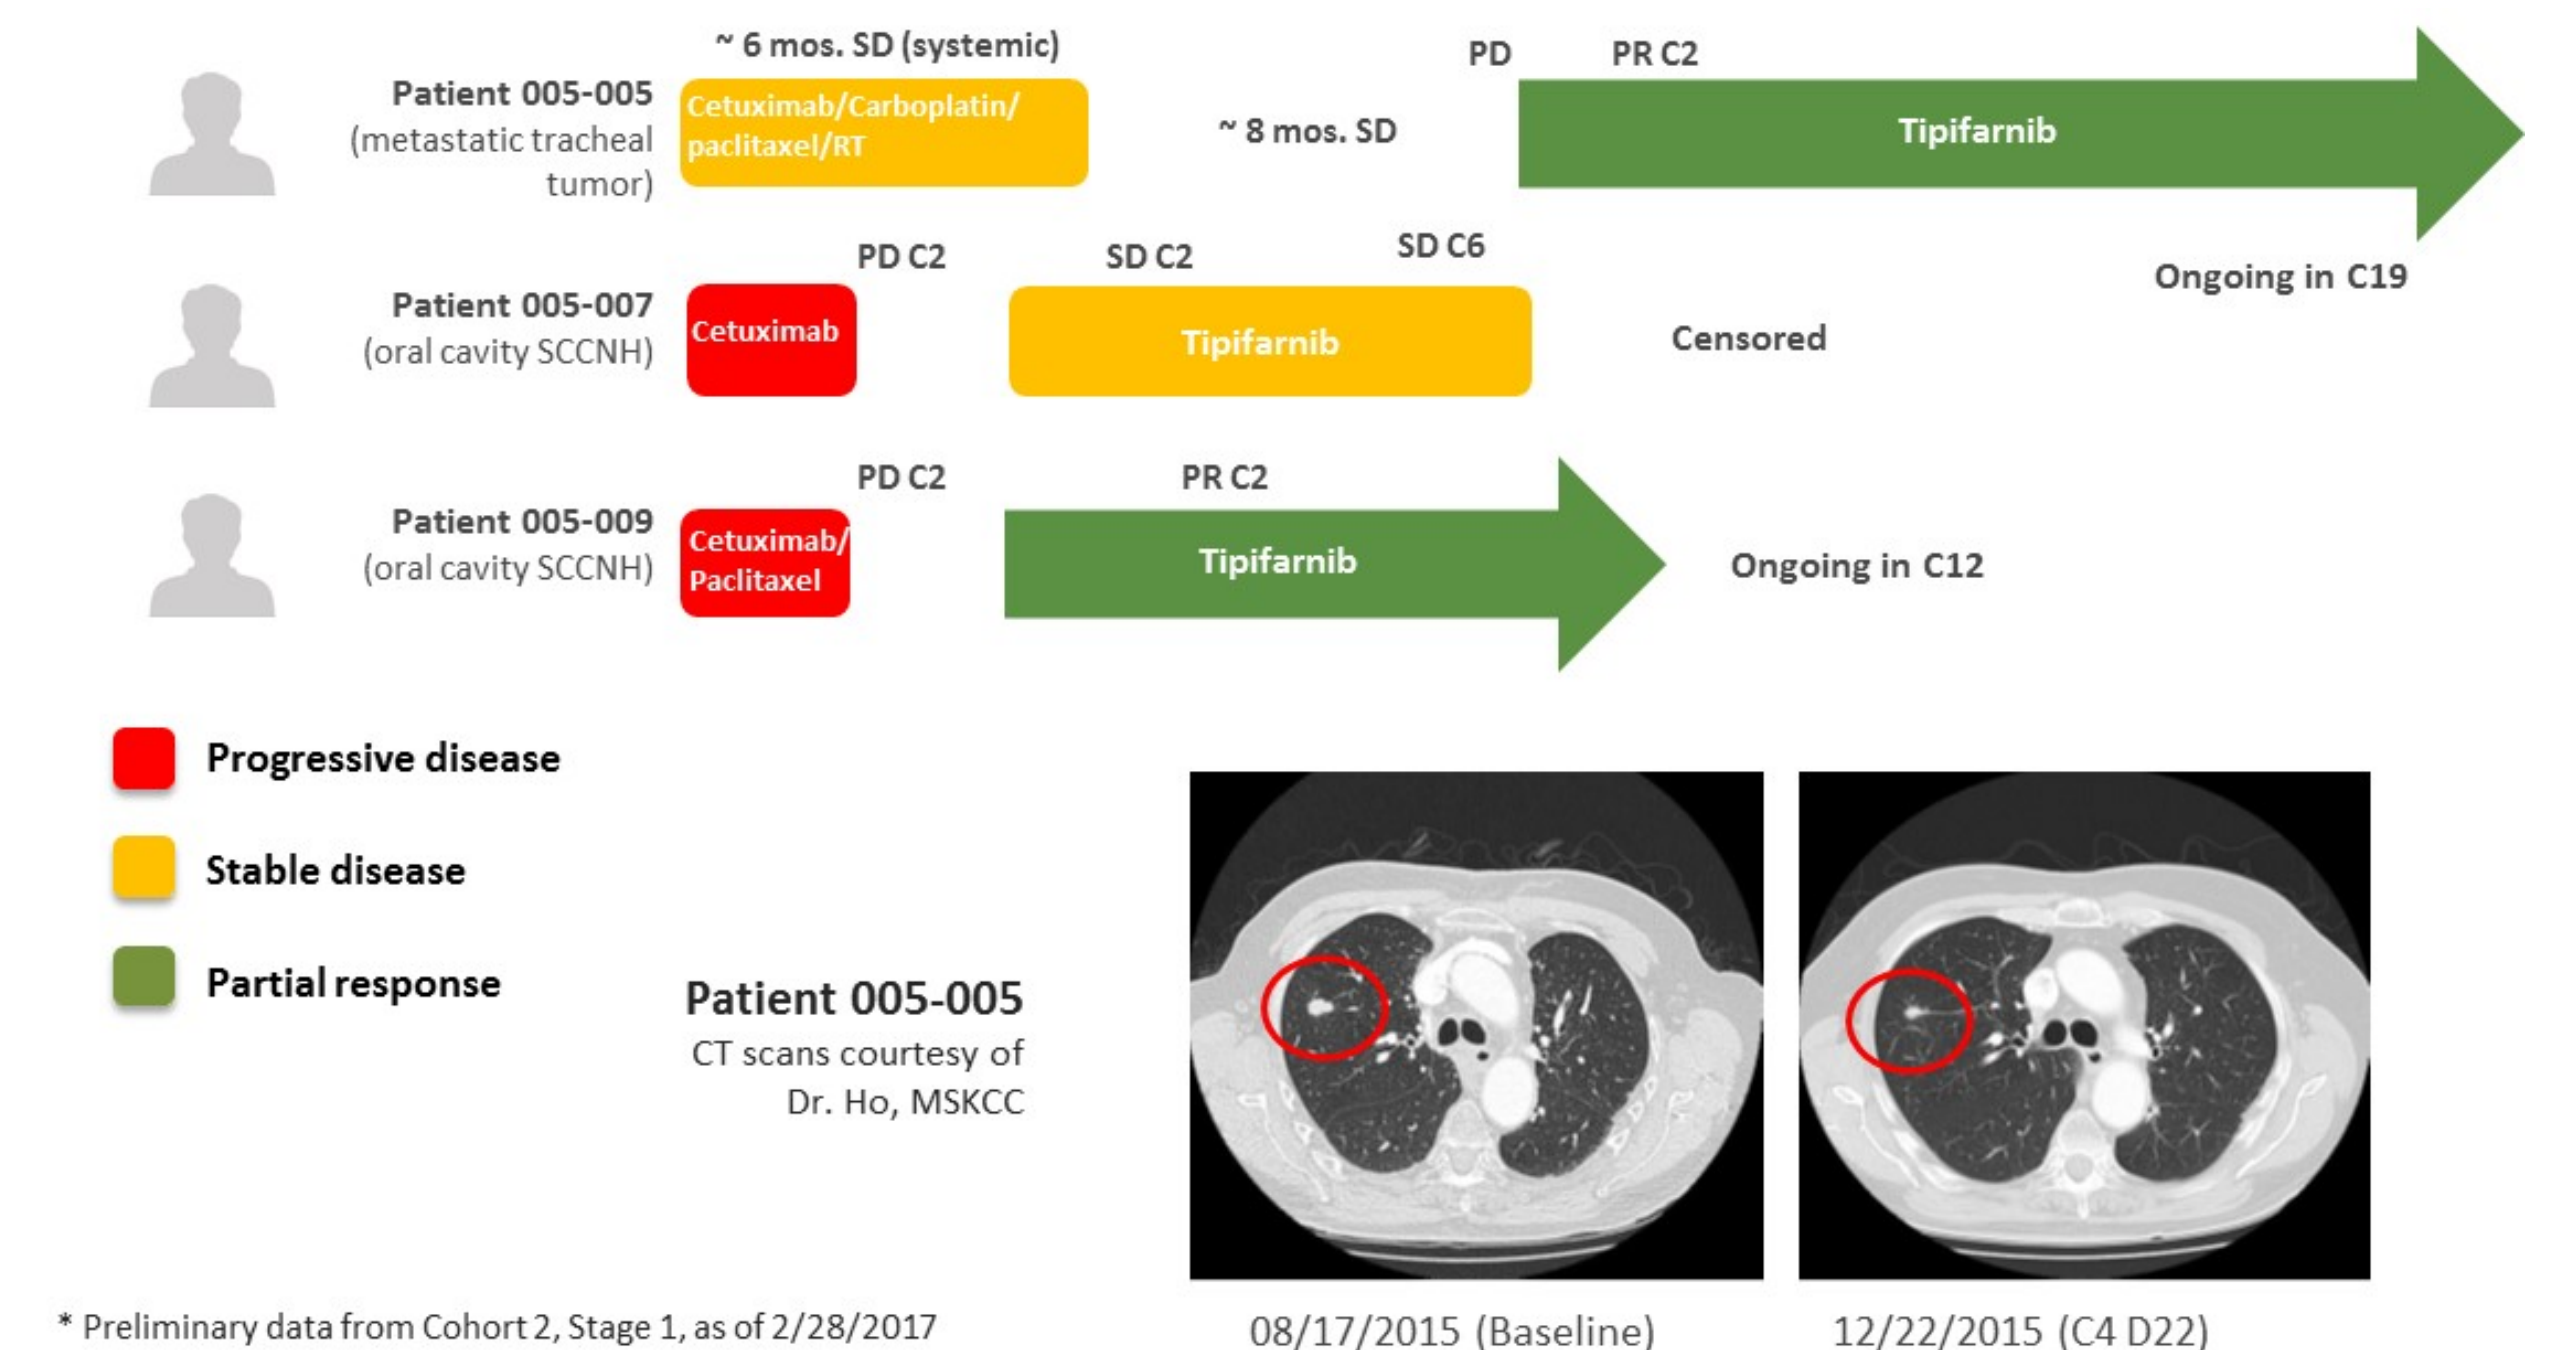 ~ 6 mos. SD (systemic)
PD
PR C2
Patient 005-005
(metastatic tracheal
tumor)
Cetuximab/Carboplatin/
paclitaxel/RT
~ 8 mos. SD
Tipifarnib
Ongoing in C19
PD C2
SD C2
SD C6
Patient 005-007
(oral cavity SCCNH)
Cetuximab
Tipifarnib
Censored
PD C2
PR C2
Patient 005-009
(oral cavity SCCNH)
Cetuximab/
Paclitaxel
Tipifarnib
Ongoing in C12
Progressive disease
Stable disease
Partial response
Patient 005-005
CT scans courtesy of
Dr. Ho, MSKCC
08/17/2015 (Baseline)
12/22/2015 (C4 D22)
* Preliminary data from Cohort 2, Stage 1, as of 2/28/2017